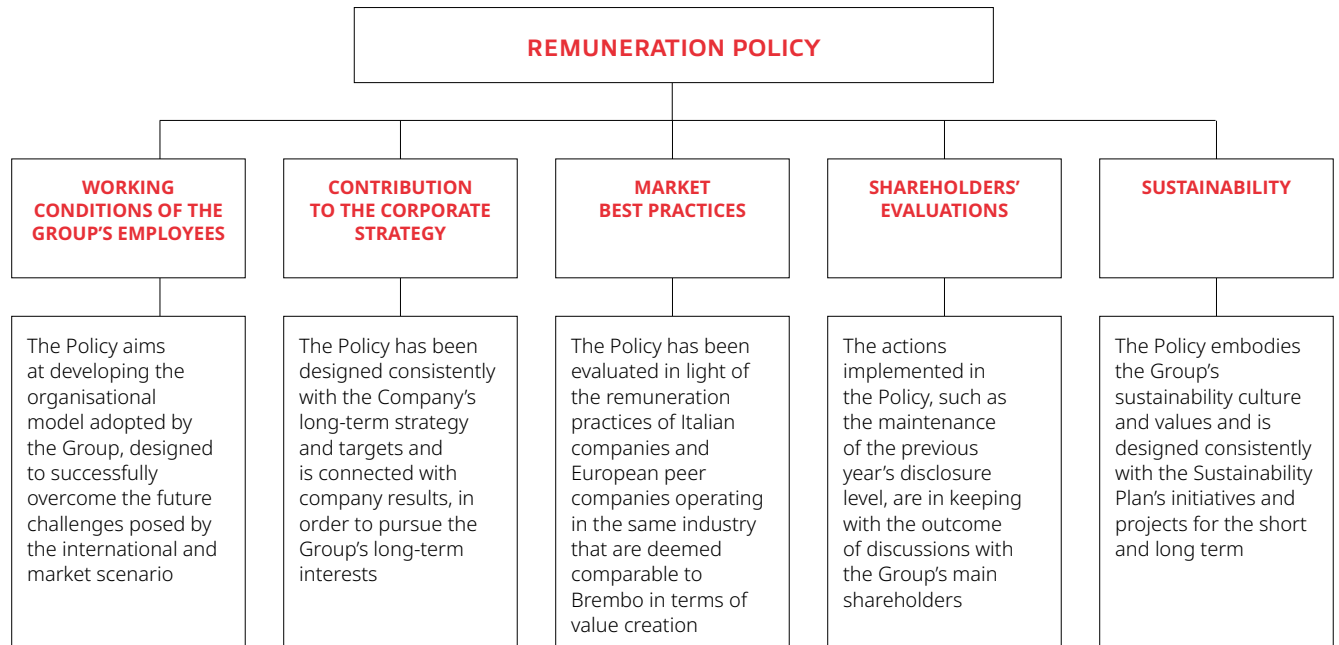 REMUNERATION POLICY
WORKING
CONDITIONS OF THE
GROUP’S EMPLOYEES
The Policy aims
at developing the
organisational
model adopted by
the Group, designed
to successfully
overcome the future
challenges posed by
the international and
market scenario
CONTRIBUTION
TO THE CORPORATE
STRATEGY
The Policy has been
designed consistently
with the Company’s
long-term strategy
and targets and
is connected with
company results, in
order to pursue the
Group’s long-term
interests
MARKET
BEST PRACTICES
The Policy has been
evaluated in light of
the remuneration
practices of Italian
companies and
European peer
companies operating
in the same industry
that are deemed
comparable to
Brembo in terms of
value creation
SHAREHOLDERS’
EVALUATIONS
The actions
implemented in
the Policy, such as
the maintenance
of the previous
year’s disclosure
level, are in keeping
with the outcome
of discussions with
the Group’s main
shareholders
SUSTAINABILITY
The Policy embodies
the Group’s
sustainability culture
and values and is
designed consistently
with the Sustainability
Plan’s initiatives and
projects for the short
and long term